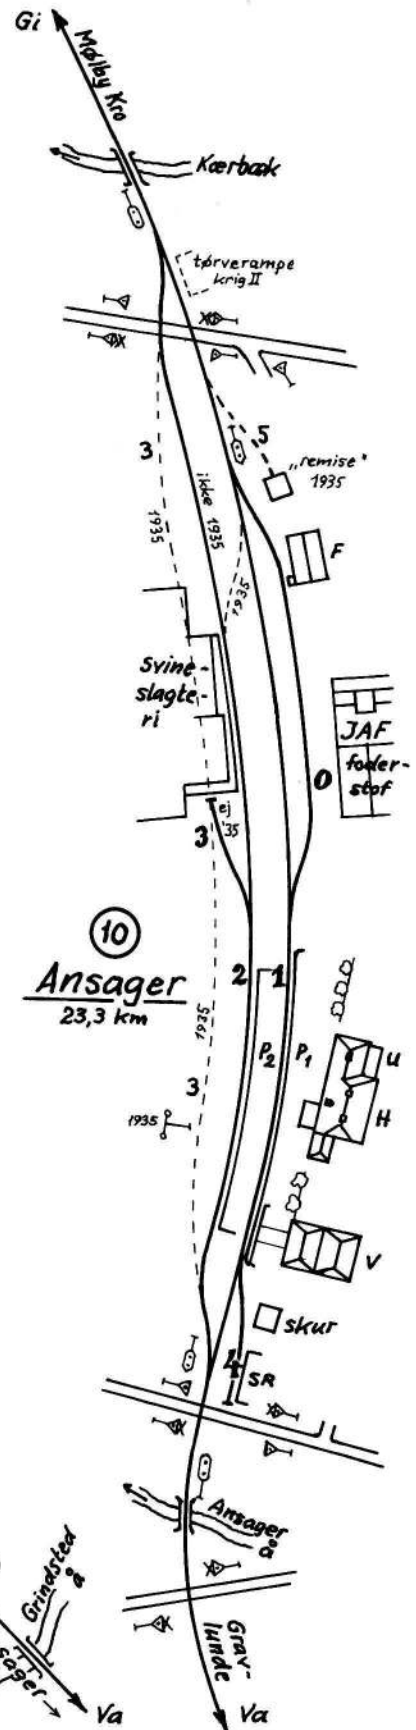 Gi
Mølby Kro
Kærbæk
tørverampe
krig II
3
5
1935
ikke 1935
"remise"
1935
1935
F
Svine-
slagte-
ri
JAF
foder-
stof
0
ej
'35
3
10
Ansager
23,3 km
2
1
1935
P2
P1
U
3
H
1935
V
skur
4
SR
Ansager
å
Grindsted
å
sager →
Grav-
lunde
Va
Va